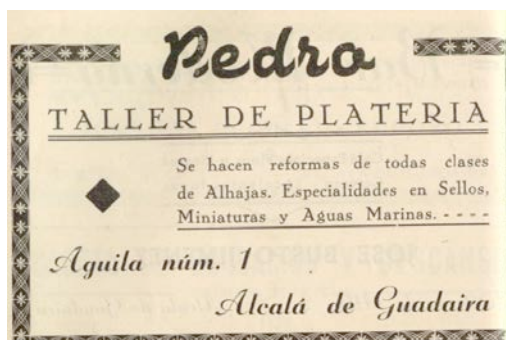 Pedro
TALLER DE PLATERIA
Se hacen reformas de todas clases
de Alhajas. Especialidades en Sellos,
Miniaturas y Aguas Marinas. - - - -
Aguila núm. 1
Alcalá de Guadaira